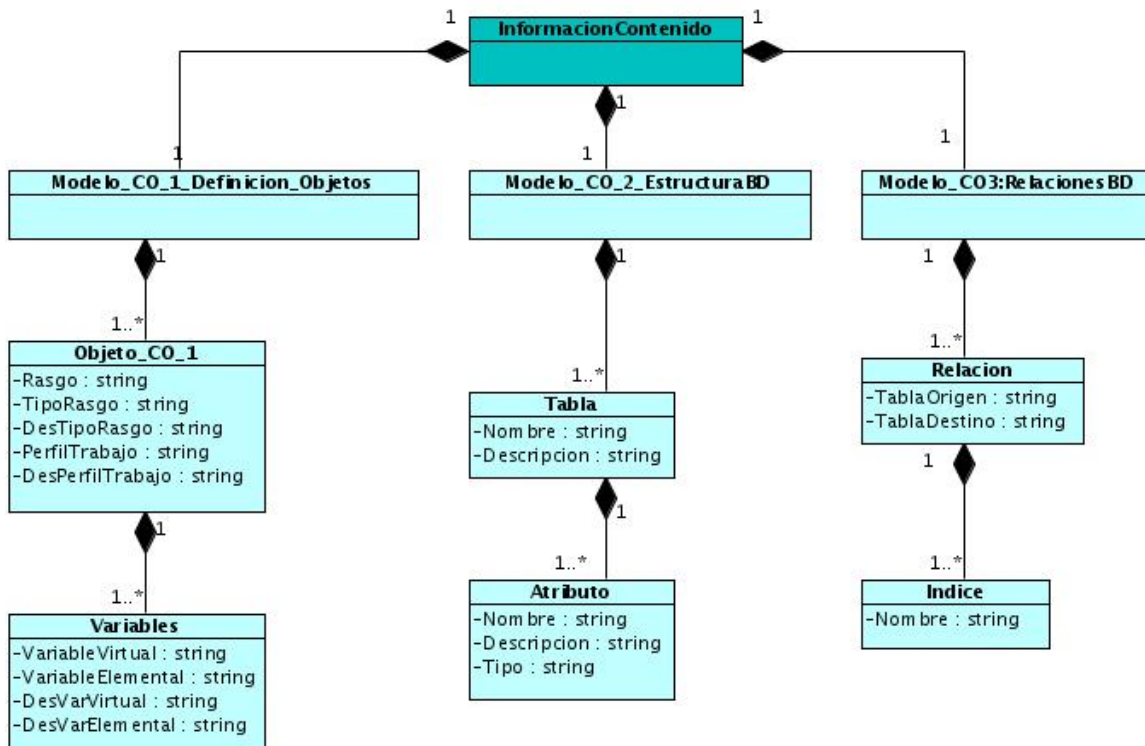 1
InformacionContenido
1
1
1
1
1
Modelo_CO_1_Definicion_Objetos
Modelo_CO_2_EstructuraBD
Modelo_CO3:RelacionesBD
1
1
1
1..*
1..*
1..*
Objeto_CO_1
-Rasgo : string
-TipoRasgo : string
-DesTipoRasgo : string
-PerfilTrabajo : string
-DesPerfilTrabajo : string
Tabla
-Nombre : string
-Descripcion : string
Relacion
-TablaOrigen : string
-TablaDestino : string
1
1
1
1..*
1..*
1..*
Variables
-VariableVirtual : string
-VariableElemental : string
-DesVarVirtual : string
-DesVarElemental : string
Atributo
-Nombre : string
-Descripcion : string
-Tipo : string
Indice
-Nombre : string